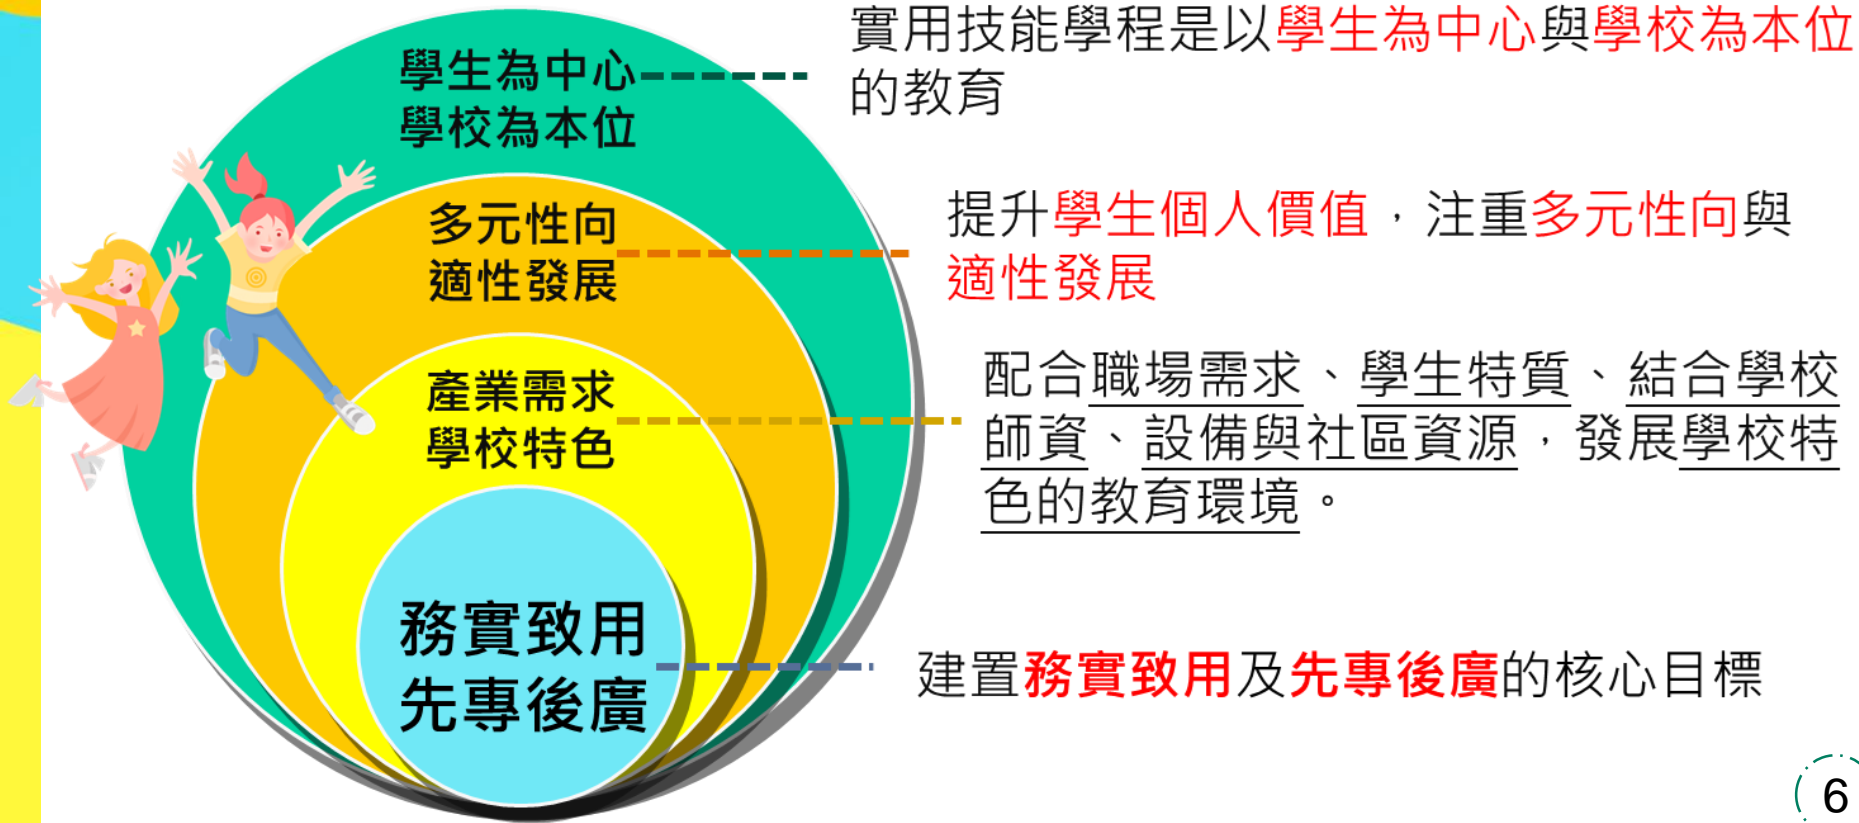 學生為中心
學校為本位
實用技能學程是以學生為中心與學校為本位
的教育
多元性向
適性發展
提升學生個人價值，注重多元性向與
適性發展
產業需求
學校特色
配合職場需求、學生特質、結合學校
師資、設備與社區資源，發展學校特
色的教育環境。
務實致用
先專後廣
建置務實致用及先專後廣的核心目標
6